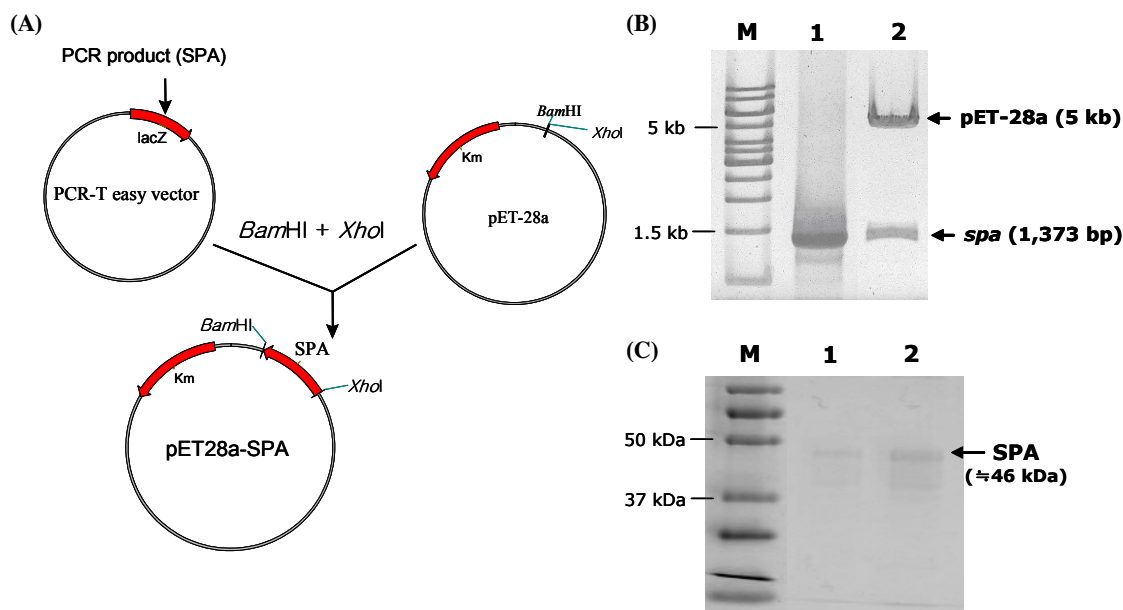 (A)
PCR product (SPA)
lacZ
PCR-T easy vector
BamHI
XhoI
Km
pET-28a
BamHI + XhoI
BamHI
SPA
Km
XhoI
pET28a-SPA
(B)
M 1 2
5 kb
pET-28a (5 kb)
1.5 kb
spa (1,373 bp)
(C)
M 1 2
50 kDa
SPA
(≒46 kDa)
37 kDa